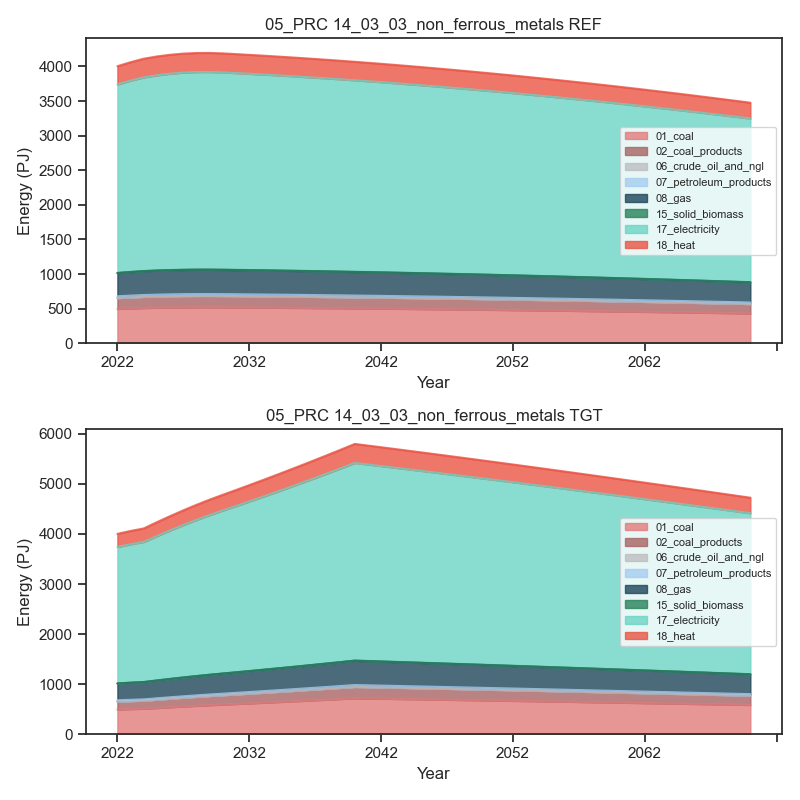 05_PRC 14_03_03_non_ferrous_metals REF
Energy (PJ)
4000
3500
3000
2500
2000
1500
1000
500
0
01_coal
02_coal_products
06_crude_oil_and_ngl
07_petroleum_products
08_gas
15_solid_biomass
17_electricity
18_heat
2022 2032 2042 2052 2062
Year
05_PRC 14_03_03_non_ferrous_metals TGT
Energy (PJ)
6000
5000
4000
3000
2000
1000
0
01_coal
02_coal_products
06_crude_oil_and_ngl
07_petroleum_products
08_gas
15_solid_biomass
17_electricity
18_heat
2022 2032 2042 2052 2062
Year